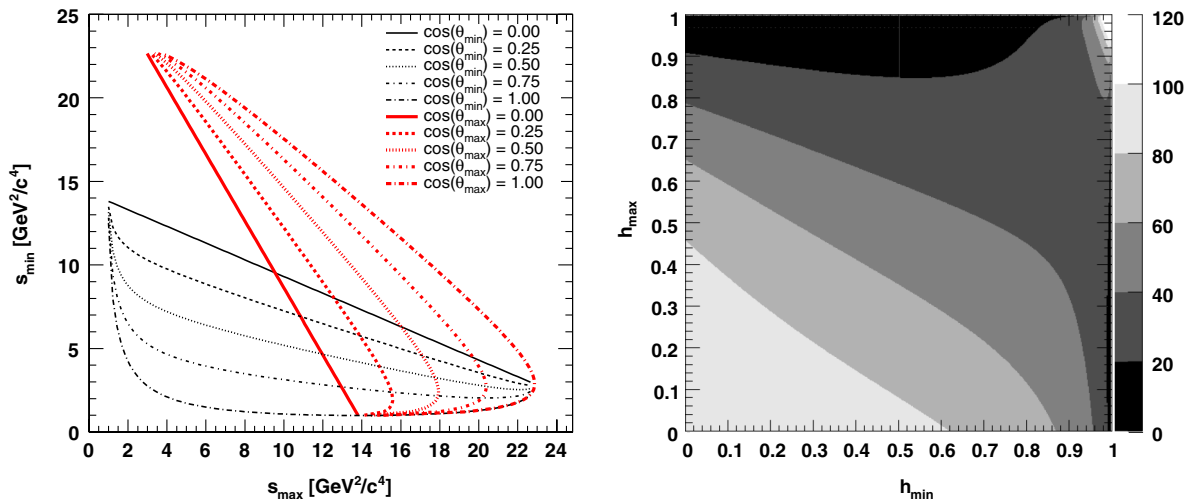 25
20
15
10
5
0
s_min [GeV²/c⁴]
cos(θ_min) = 0.00
cos(θ_min) = 0.25
cos(θ_min) = 0.50
cos(θ_min) = 0.75
cos(θ_min) = 1.00
cos(θ_max) = 0.00
cos(θ_max) = 0.25
cos(θ_max) = 0.50
cos(θ_max) = 0.75
cos(θ_max) = 1.00
0 2 4 6 8 10 12 14 16 18 20 22 24
s_max [GeV²/c⁴]
1
0.9
0.8
0.7
0.6
0.5
0.4
0.3
0.2
0.1
0
h_max
0 0.1 0.2 0.3 0.4 0.5 0.6 0.7 0.8 0.9 1
h_min
120
100
80
60
40
20
0